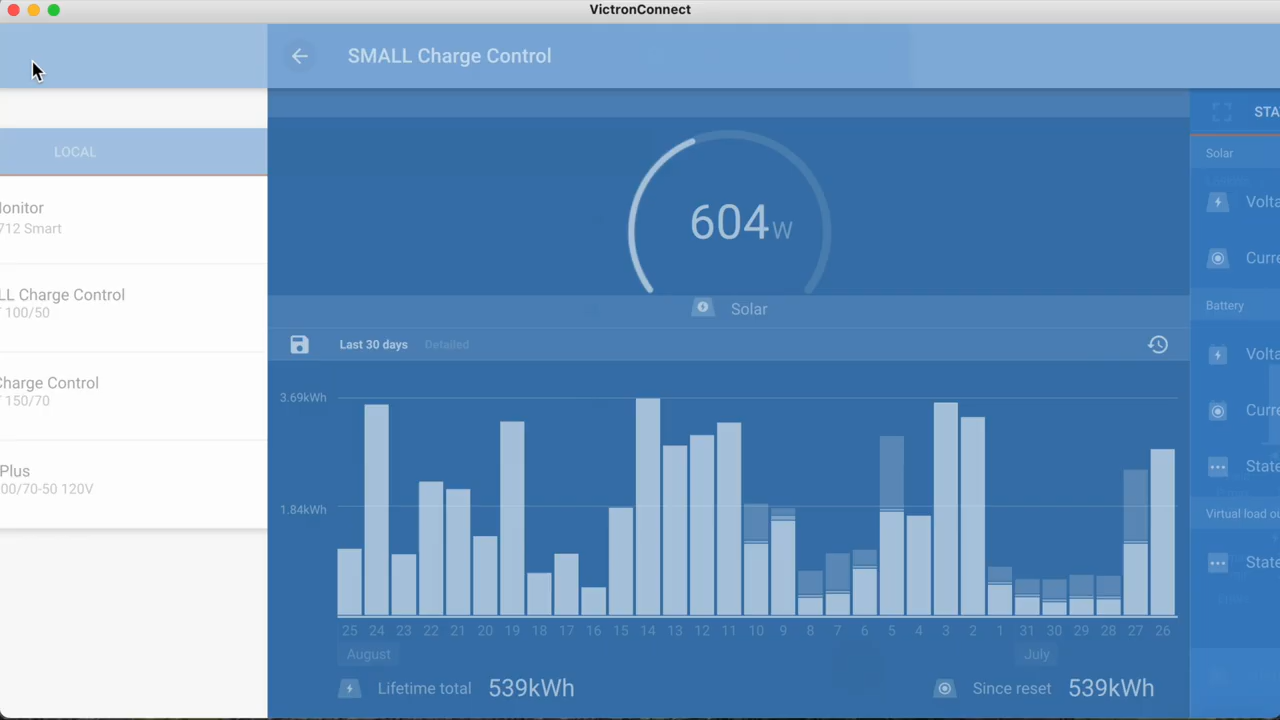 VictronConnect
SMALL Charge Control
STA
LOCAL
onitor
712 Smart
LL Charge Control
100/50
Charge Control
150/70
Plus
00/70-50 120V
604W
Solar
Last 30 days Detailed
3.69kWh
1.84kWh
25 24 23 22 21 20 19 18 17 16 15 14 13 12 11 10 9 8 7 6 5 4 3 2 1 31 30 29 28 27 26
August July
Lifetime total 539kWh Since reset 539kWh
Solar
Volta
Curre
Battery
Volta
Curre
State
Virtual load ou
State